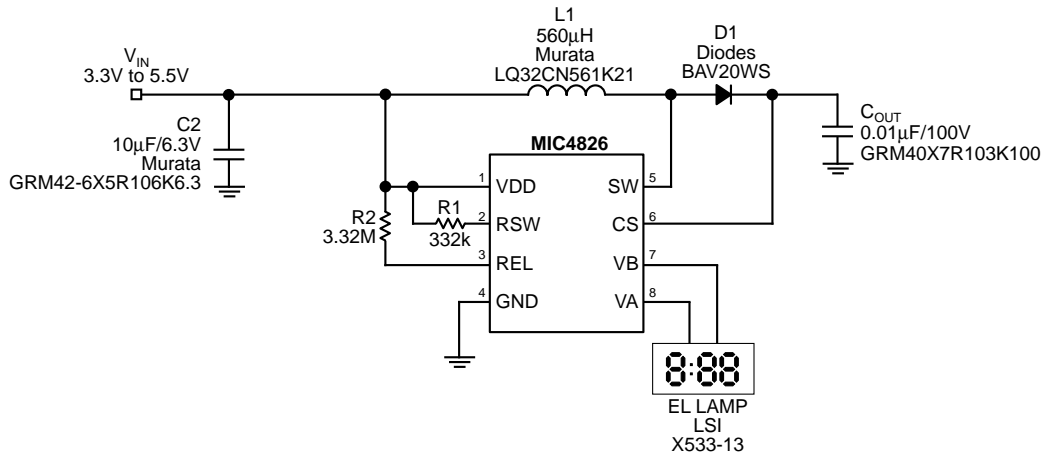 L1
560µH
Murata
LQ32CN561K21
D1
Diodes
BAV20WS
VIN
3.3V to 5.5V
C2
10µF/6.3V
Murata
GRM42-6X5R106K6.3
COUT
0.01µF/100V
GRM40X7R103K100
MIC4826
1 VDD SW 5
R2
3.32M
R1
332k
2 RSW CS 6
3 REL VB 7
4 GND VA 8
8:88
EL LAMP
LSI
X533-13